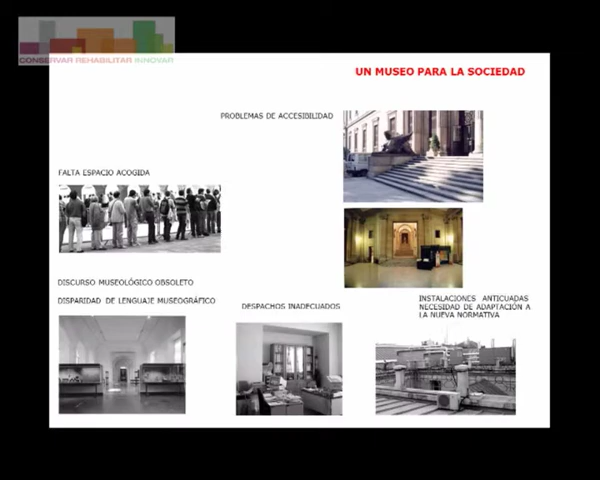 CONSERVAR REHABILITAR INNOVAR
UN MUSEO PARA LA SOCIEDAD
PROBLEMAS DE ACCESIBILIDAD
FALTA ESPACIO ACOGIDA
DISCURSO MUSEOLÓGICO OBSOLETO
DISPARIDAD DE LENGUAJE MUSEOGRÁFICO
DESPACHOS INADECUADOS
INSTALACIONES ANTICUADAS
NECESIDAD DE ADAPTACIÓN A
LA NUEVA NORMATIVA